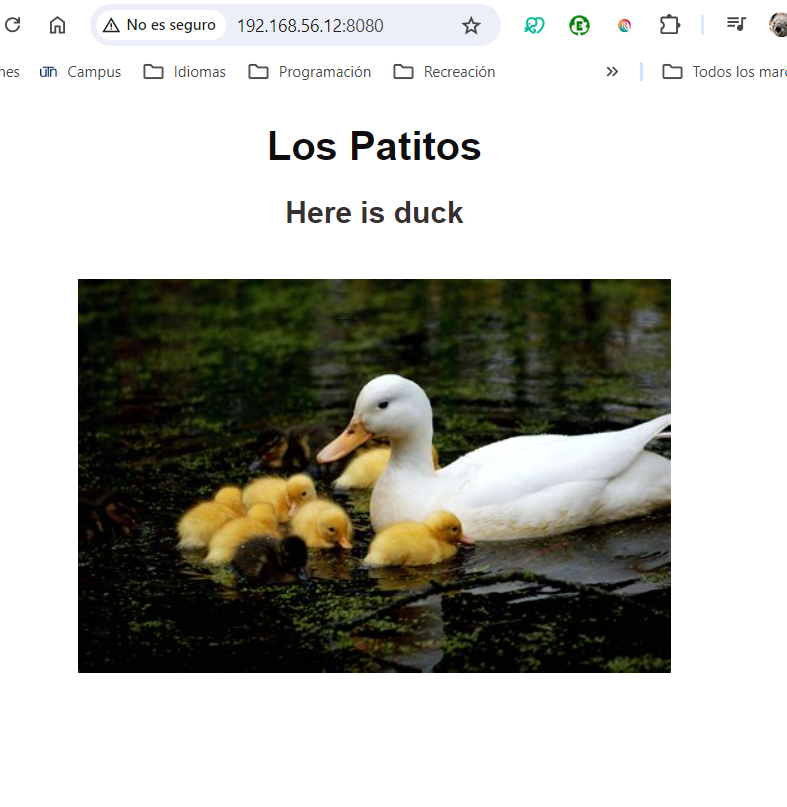 No es seguro 192.168.56.12:8080
nes UTN Campus Idiomas Programación Recreación » Todos los marc
Los Patitos
Here is duck